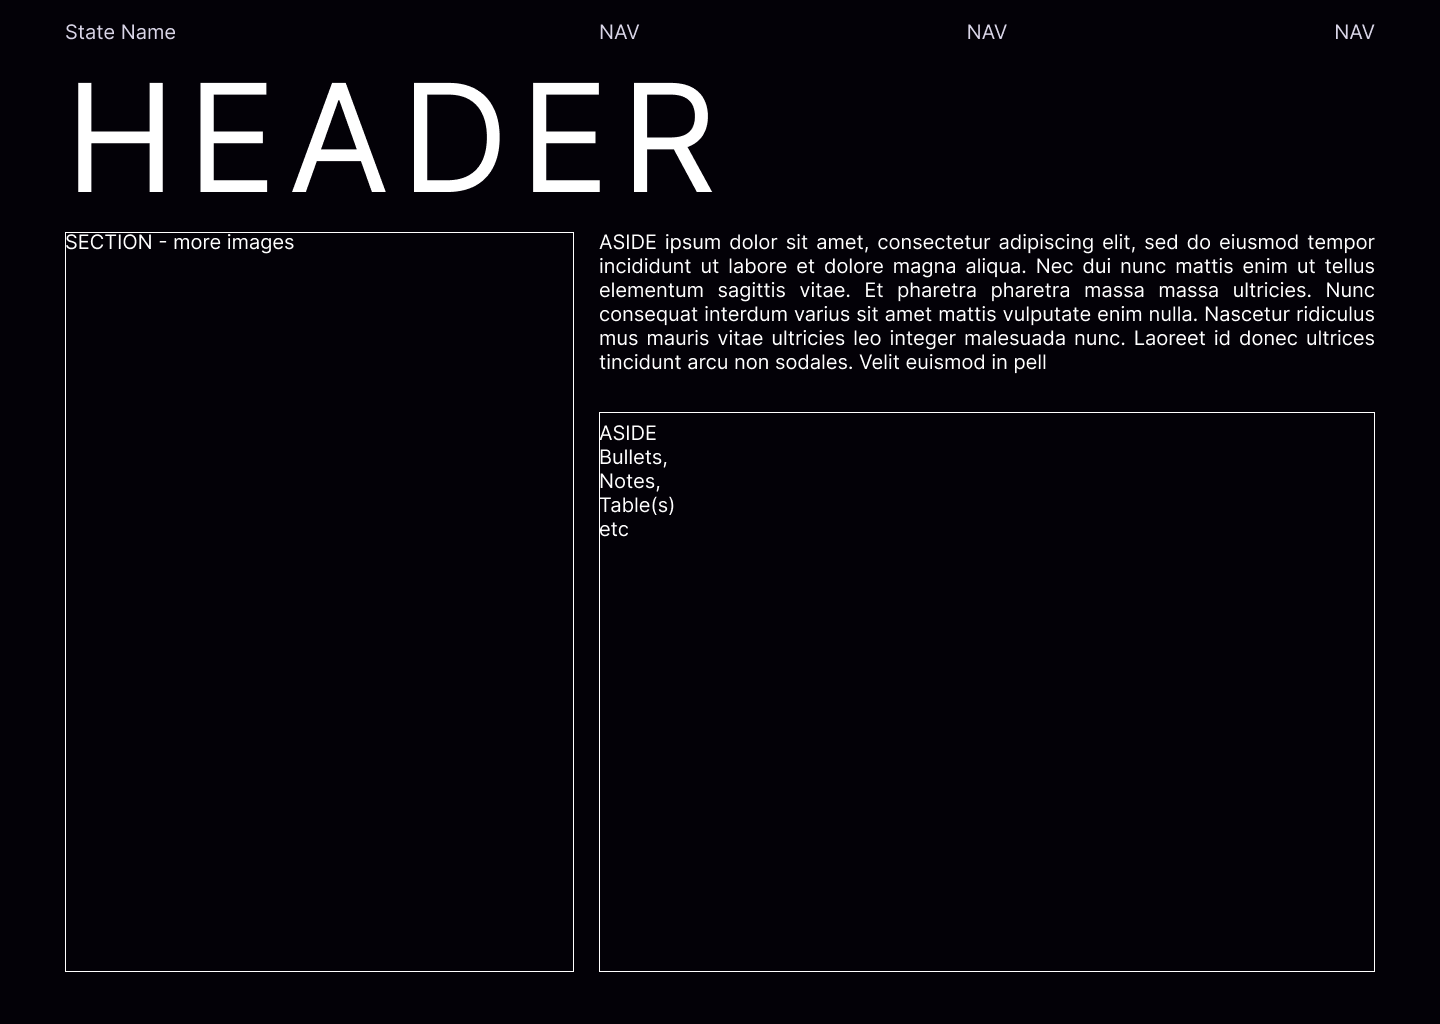 State Name
NAV
NAV
NAV
HEADER
SECTION - more images
ASIDE ipsum dolor sit amet, consectetur adipiscing elit, sed do eiusmod tempor
incididunt ut labore et dolore magna aliqua. Nec dui nunc mattis enim ut tellus
elementum sagittis vitae. Et pharetra pharetra massa massa ultricies. Nunc
consequat interdum varius sit amet mattis vulputate enim nulla. Nascetur ridiculus
mus mauris vitae ultricies leo integer malesuada nunc. Laoreet id donec ultrices
tincidunt arcu non sodales. Velit euismod in pell
ASIDE
Bullets,
Notes,
Table(s)
etc